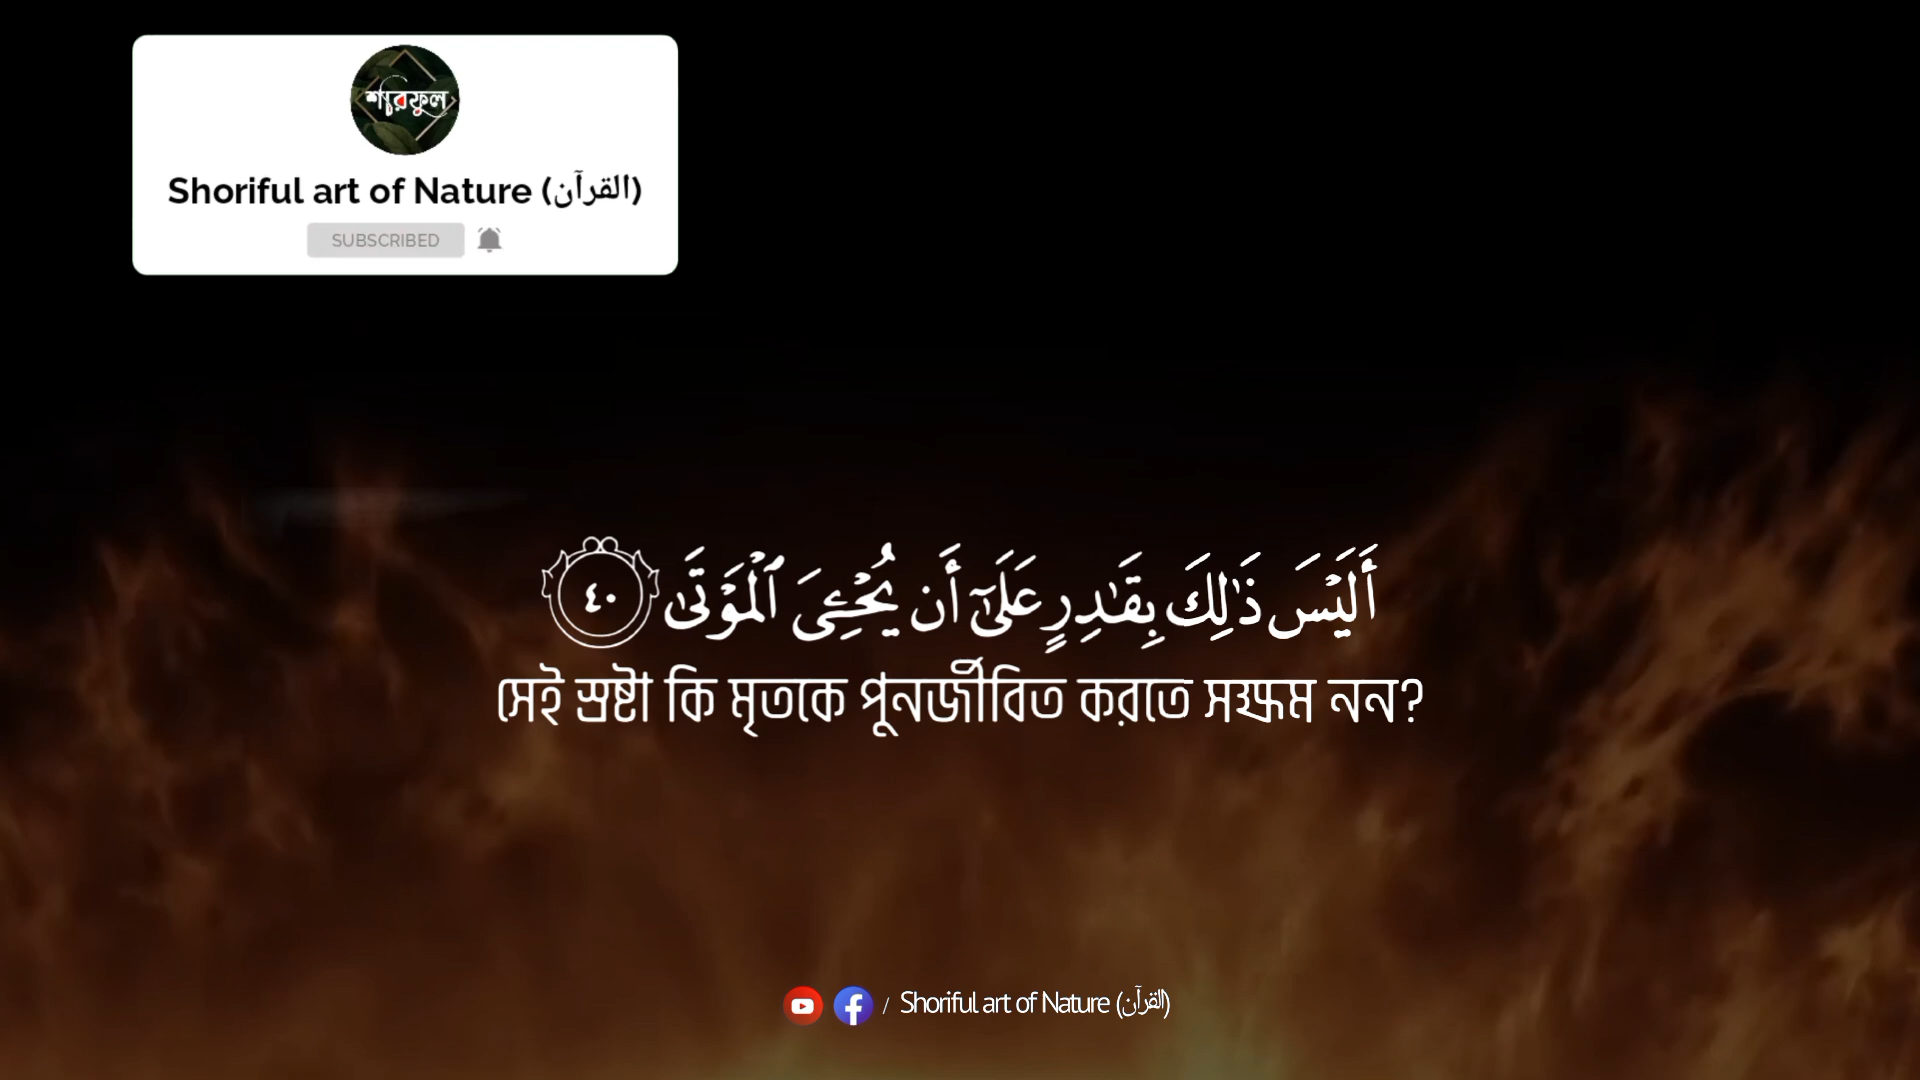 শরিফুল
Shoriful art of Nature (القرآن)
SUBSCRIBED
أَلَيْسَ ذَٰلِكَ بِقَٰدِرٍ عَلَىٰٓ أَن يُحْـِۧىَ ٱلْمَوْتَىٰ ٤٠
সেই স্রষ্টা কি মৃতকে পুনর্জীবিত করতে সক্ষম নন?
/ Shoriful art of Nature (القرآن)